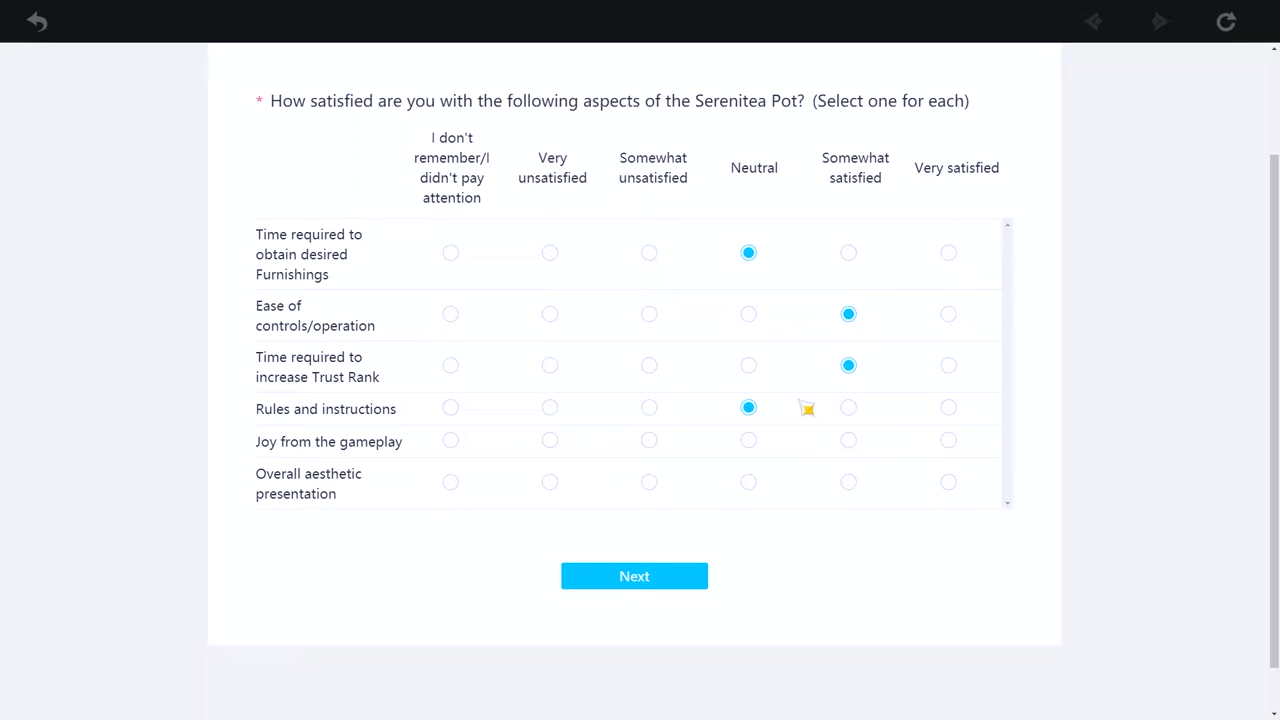 * How satisfied are you with the following aspects of the Serenitea Pot? (Select one for each)
I don't
remember/I
didn't pay
attention
Very
unsatisfied
Somewhat
unsatisfied
Neutral
Somewhat
satisfied
Very satisfied
Time required to
obtain desired
Furnishings
Ease of
controls/operation
Time required to
increase Trust Rank
Rules and instructions
Joy from the gameplay
Overall aesthetic
presentation
Next